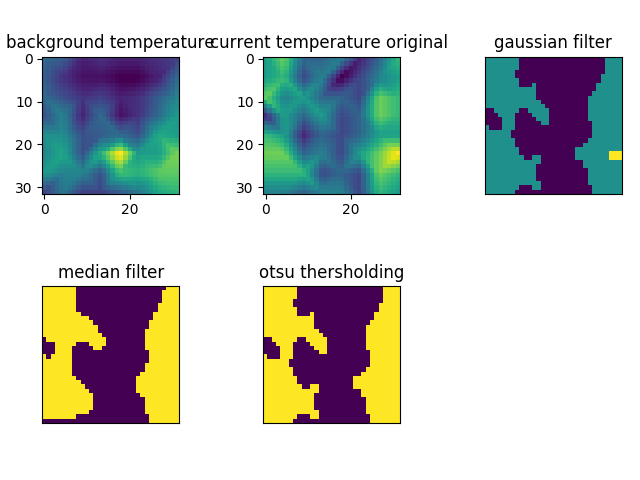 background temperature
current temperature original
gaussian filter
0
10
20
30
0
20
0
10
20
30
0
20
median filter
otsu thersholding